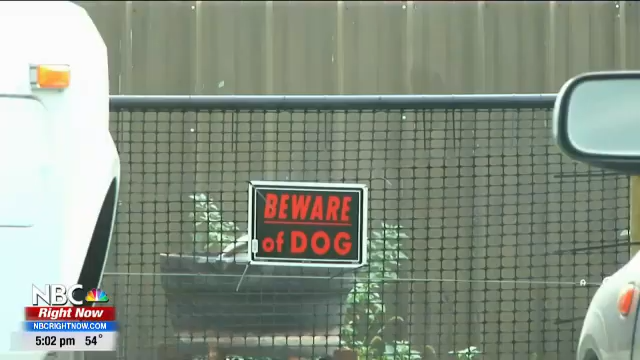 BEWARE
of DOG
NBC
Right Now
NBCRIGHTNOW.COM
5:02 pm 54°